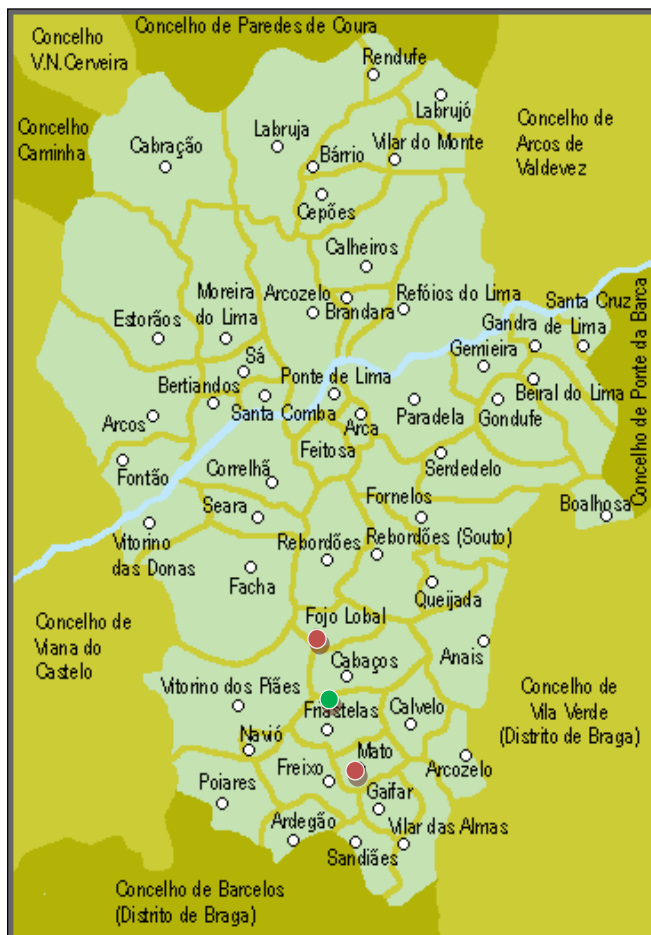 Concelho de Paredes de Coura
Concelho
V.N.Cerveira
Rendufe
Labrujó
Concelho de
Arcos de
Valdevez
Concelho
Caminha
Cabração
Labruja
Bárrio
Vilar do Monte
Cepões
Calheiros
Estorãos
Moreira
do Lima
Arcozelo
Brandara
Refóios do Lima
Santa Cruz
de Lima
Gandra
Gemieira
Concelho de Ponte da Barca
Sá
Bertiandos
Santa Comba
Ponte de Lima
Arca
Paradela
Gondufe
Beiral do Lima
Arcos
Feitosa
Fontão
Correlhã
Serdedelo
Seara
Fornelos
Boalhosa
Vitorino
das Donas
Rebordões
Rebordões (Souto)
Facha
Queijada
Concelho de
Viana do
Castelo
Fojo Lobal
Anais
Cabaços
Vitorino dos Piães
Friastelas
Calvelo
Concelho de
Vila Verde
(Distrito de Braga)
Navió
Mato
Arcozelo
Poiares
Freixo
Gaifar
Ardegão
Vilar das Almas
Sandiães
Concelho de Barcelos
(Distrito de Braga)